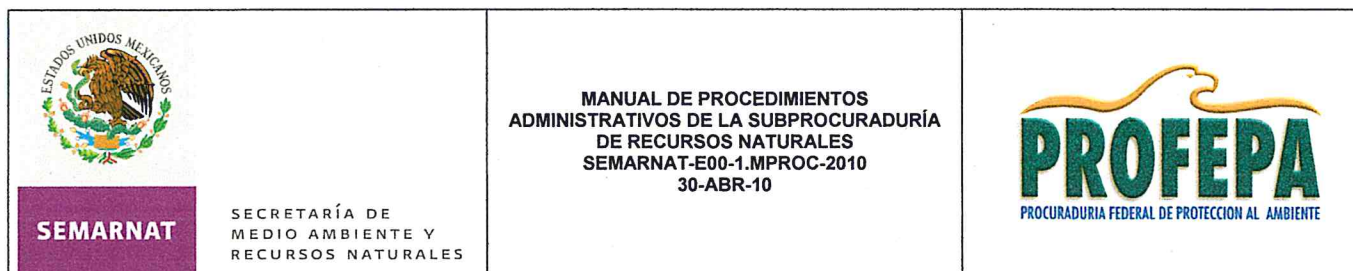 ESTADOS UNIDOS MEXICANOS
SEMARNAT
SECRETARÍA DE
MEDIO AMBIENTE Y
RECURSOS NATURALES
MANUAL DE PROCEDIMIENTOS
ADMINISTRATIVOS DE LA SUBPROCURADURÍA
DE RECURSOS NATURALES
SEMARNAT-E00-1.MPROC-2010
30-ABR-10
PROFEPA
PROCURADURIA FEDERAL DE PROTECCION AL AMBIENTE